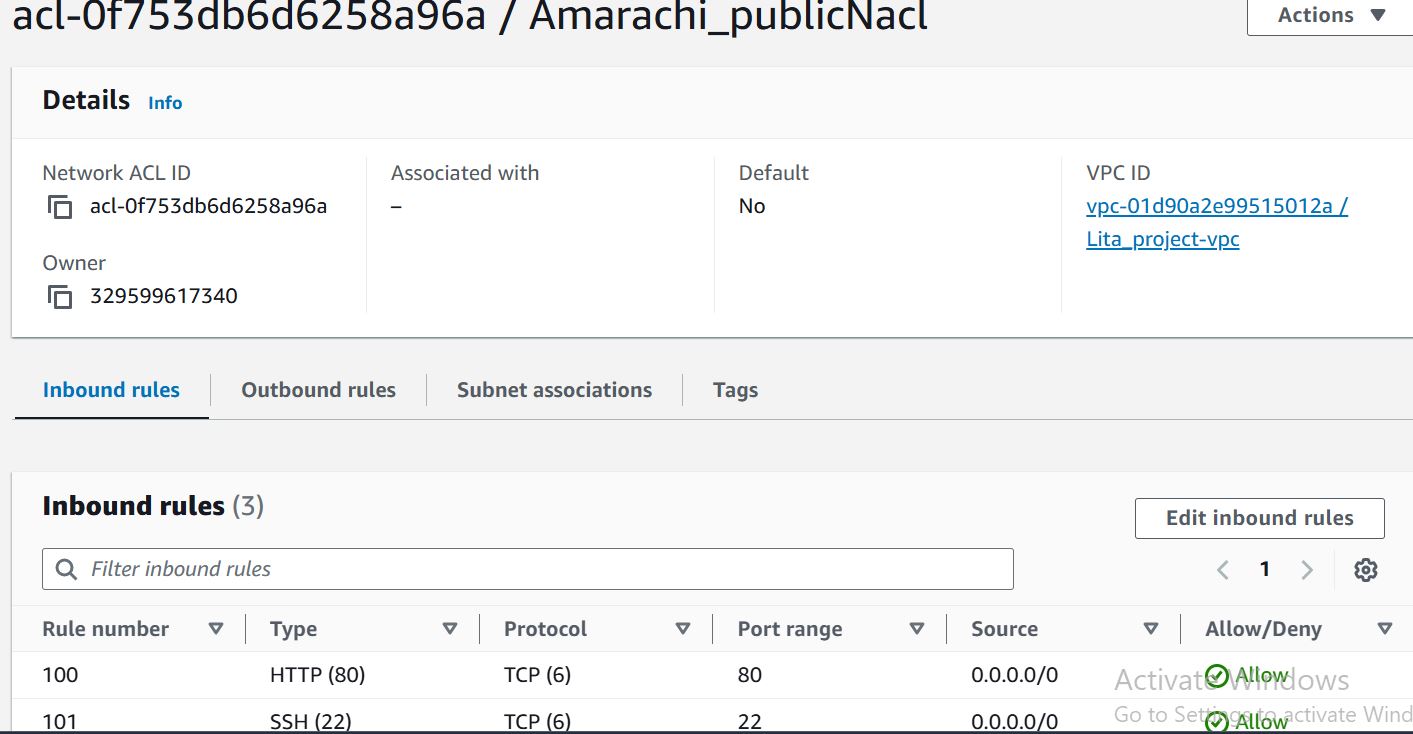 acl-0f753db6d6258a96a / Amarachi_publicNacl
Actions
Details Info
Network ACL ID
acl-0f753db6d6258a96a
Owner
329599617340
Associated with
–
Default
No
VPC ID
vpc-01d90a2e99515012a /
Lita_project-vpc
Inbound rules Outbound rules Subnet associations Tags
Inbound rules (3)
Edit inbound rules
Filter inbound rules
1
Rule number Type Protocol Port range Source Allow/Deny
100 HTTP (80) TCP (6) 80 0.0.0.0/0 Allow
101 SSH (22) TCP (6) 22 0.0.0.0/0 Allow
Activate Windows
Go to Settings to activate Wind